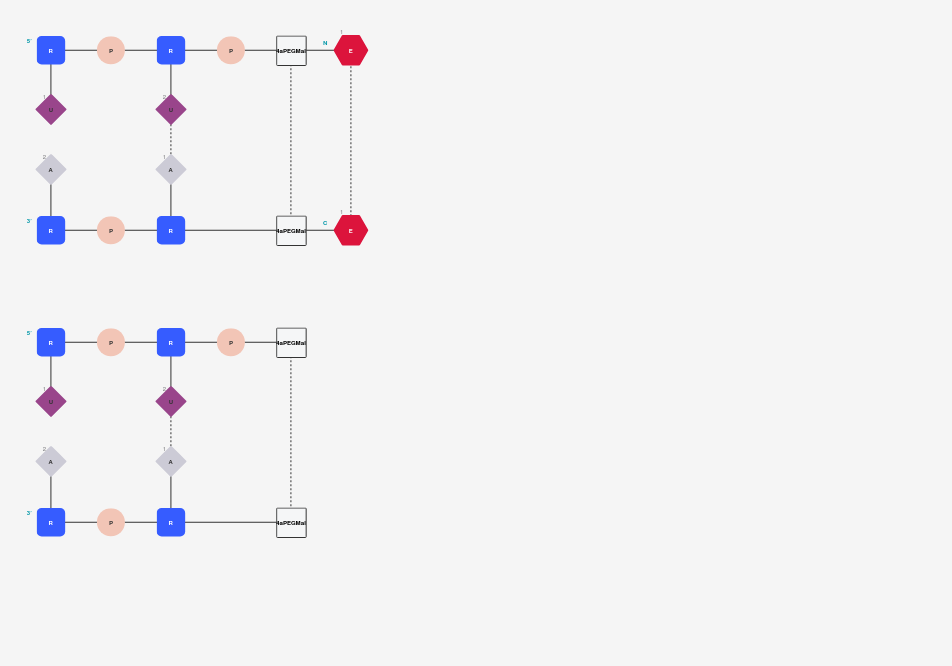 1
5' R P R P 4aPEGMal N E
1 U 2 U
2 A 1 A
1
3' R P R 4aPEGMal C E
5' R P R P 4aPEGMal
1 U 2 U
2 A 1 A
3' R P R 4aPEGMal